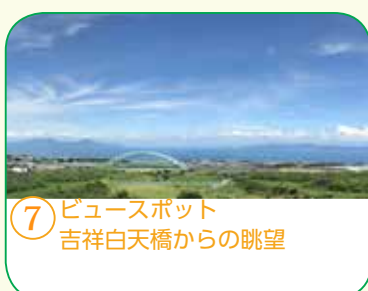 ⑦ ビュースポット
吉祥白天橋からの眺望